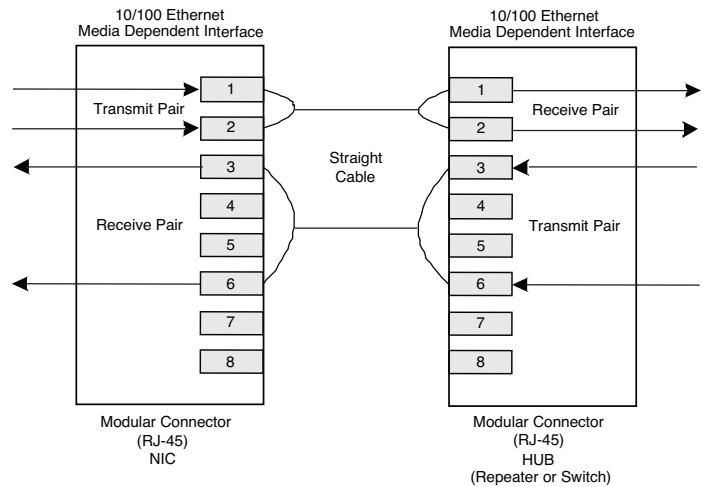 10/100 Ethernet
Media Dependent Interface
1
Transmit Pair
2
3
4
Receive Pair
5
6
7
8
Modular Connector
(RJ-45)
NIC
Straight
Cable
10/100 Ethernet
Media Dependent Interface
1
Receive Pair
2
3
4
Transmit Pair
5
6
7
8
Modular Connector
(RJ-45)
HUB
(Repeater or Switch)